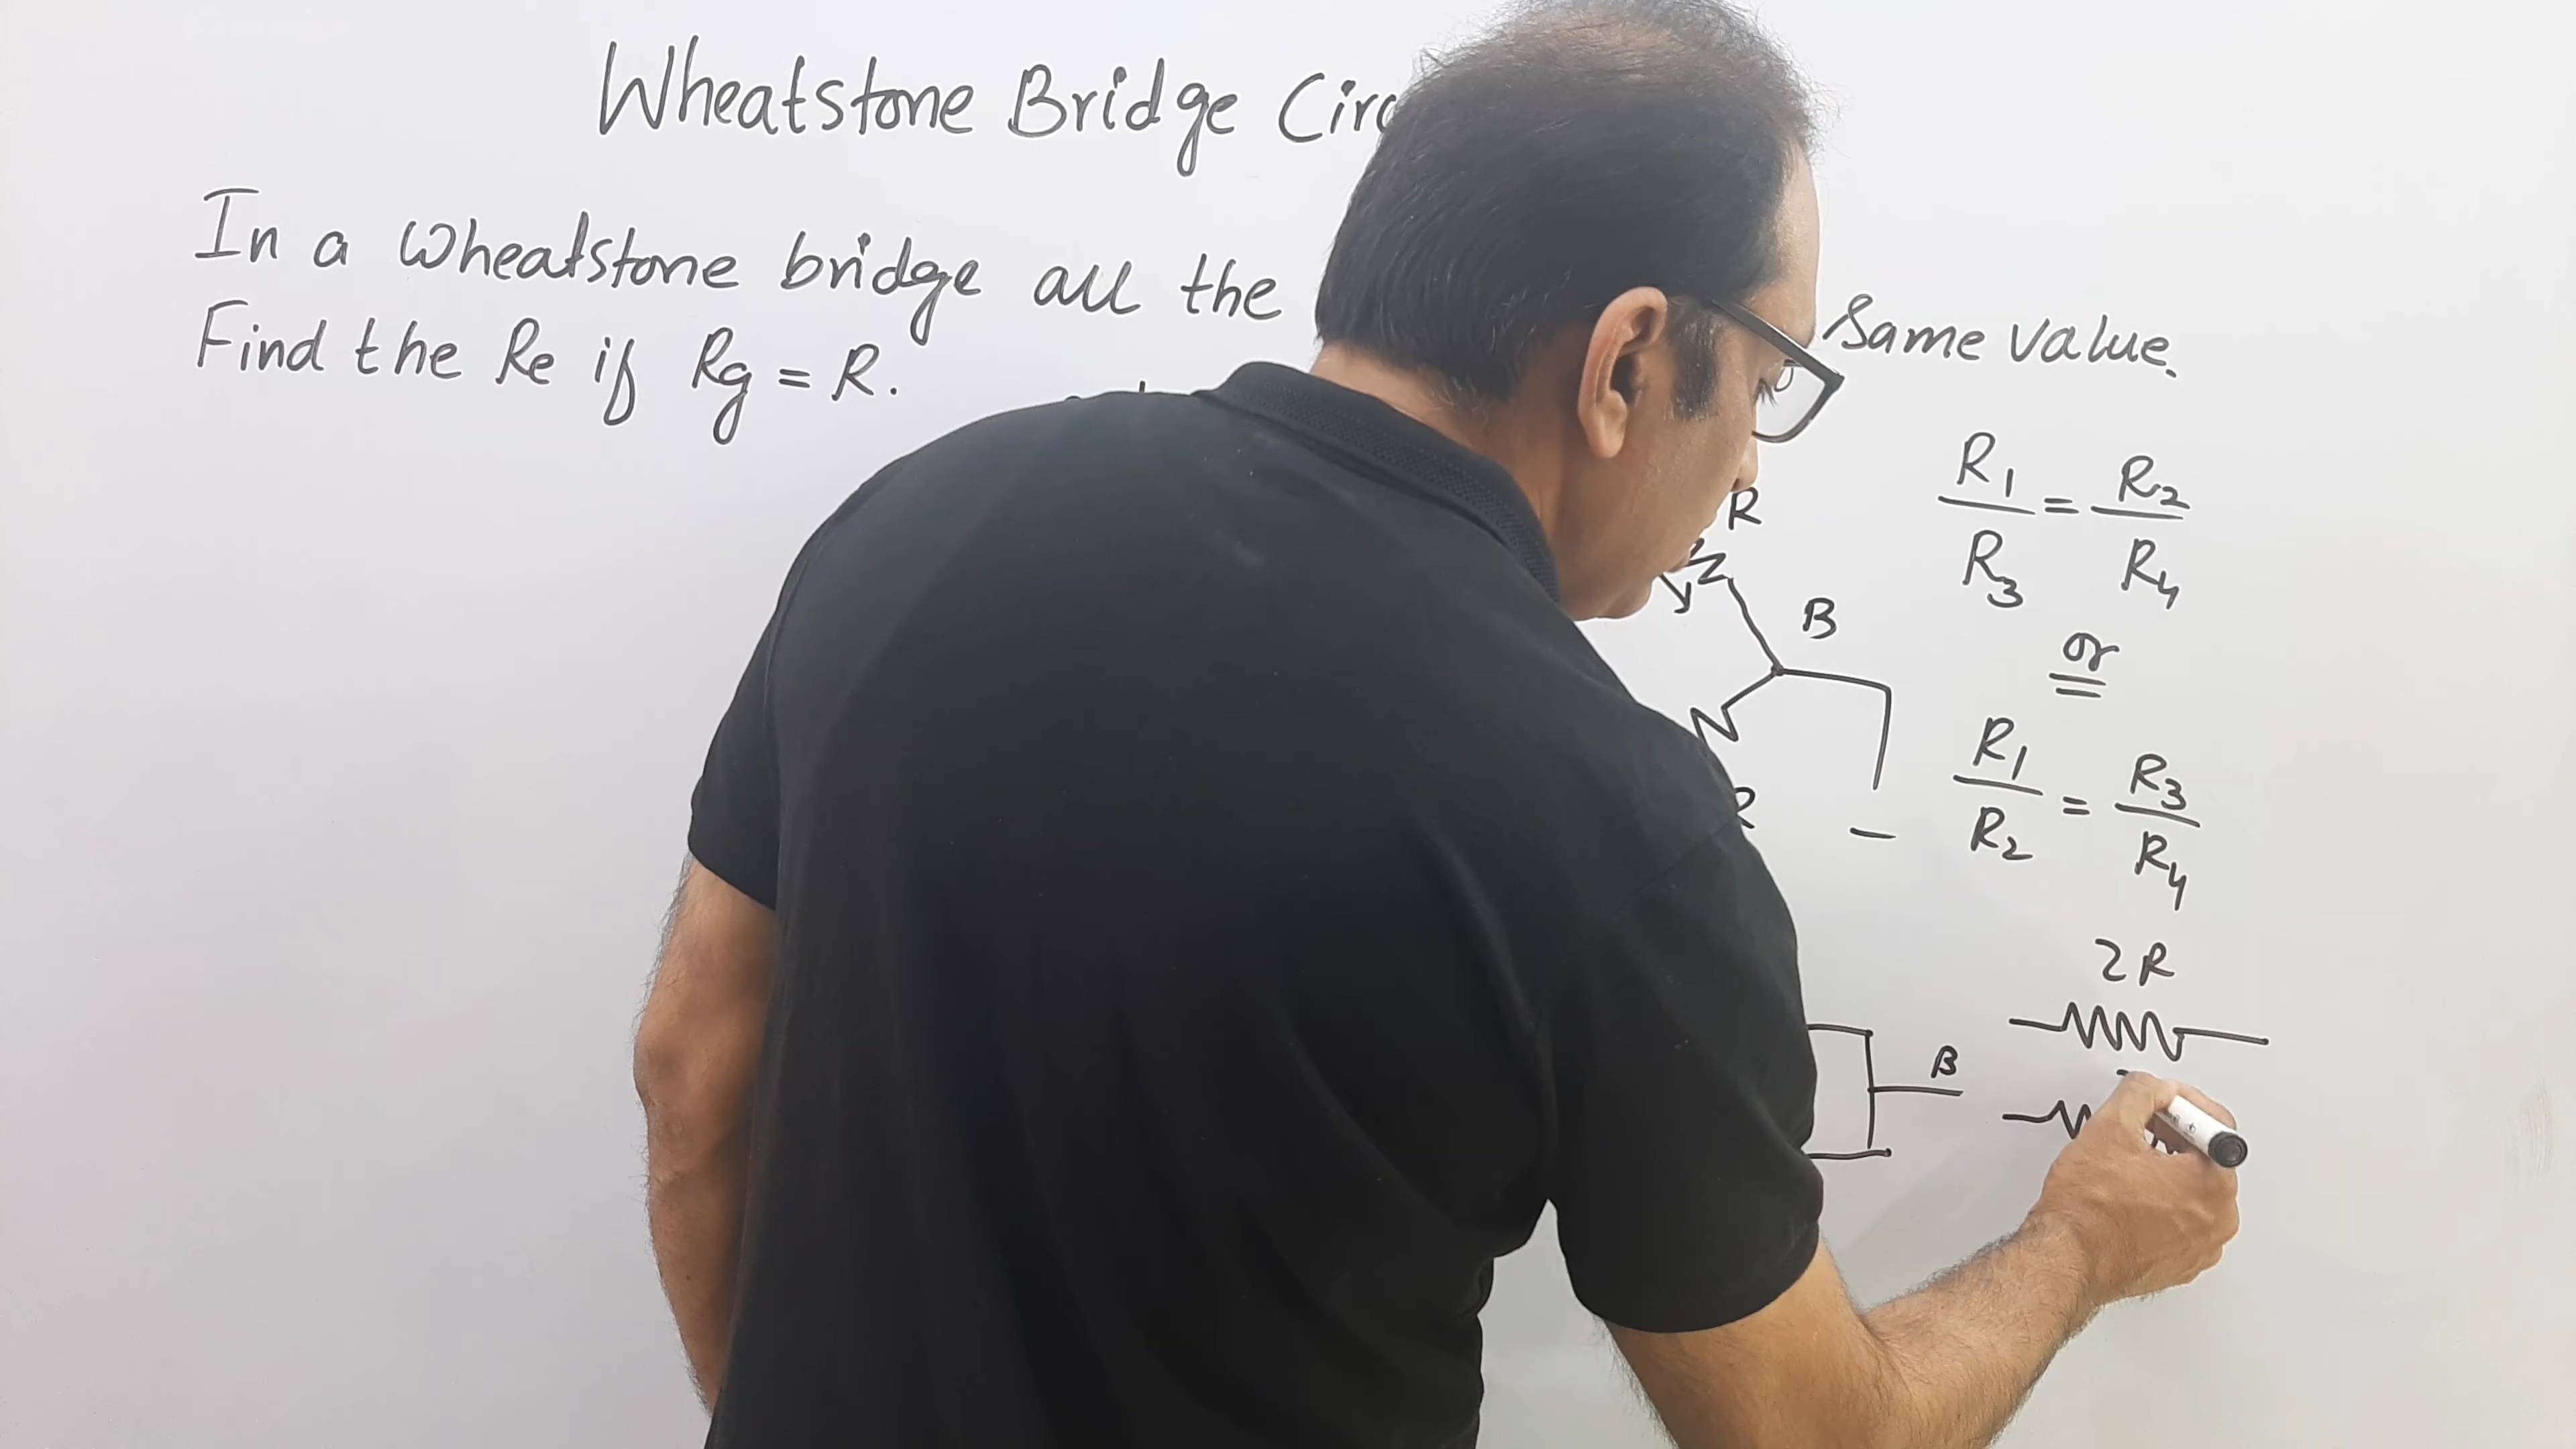 Wheatstone Bridge
In a wheatstone bridge all the same value.
Find the Re if Rg = R.
R
B
R1/R3 = R2/R4
or
R1/R2 = R3/R4
R
2R
B